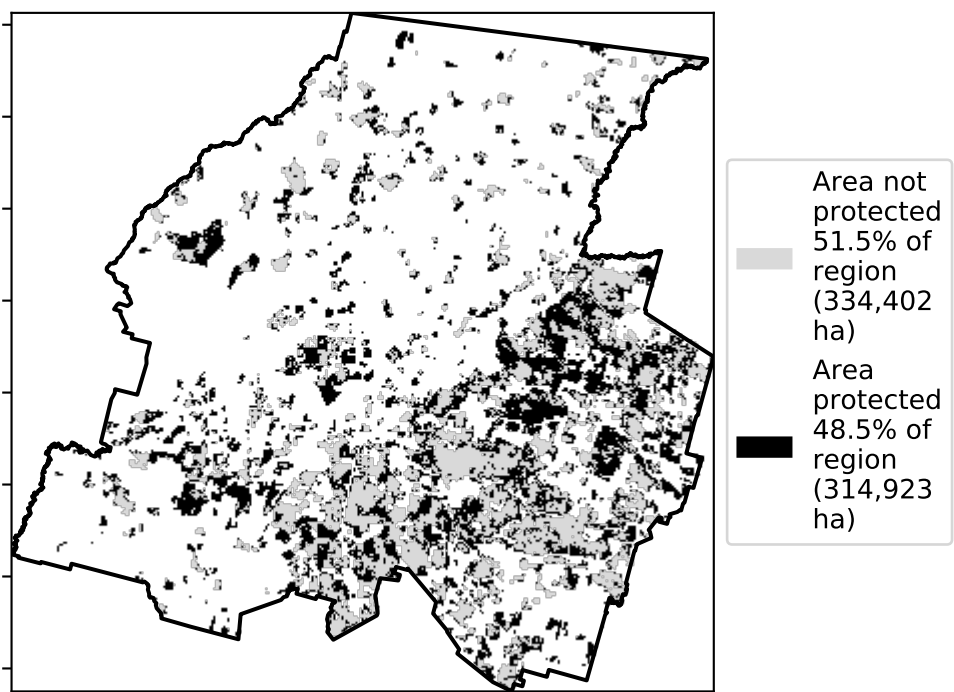 Area not
protected
51.5% of
region
(334,402
ha)
Area
protected
48.5% of
region
(314,923
ha)